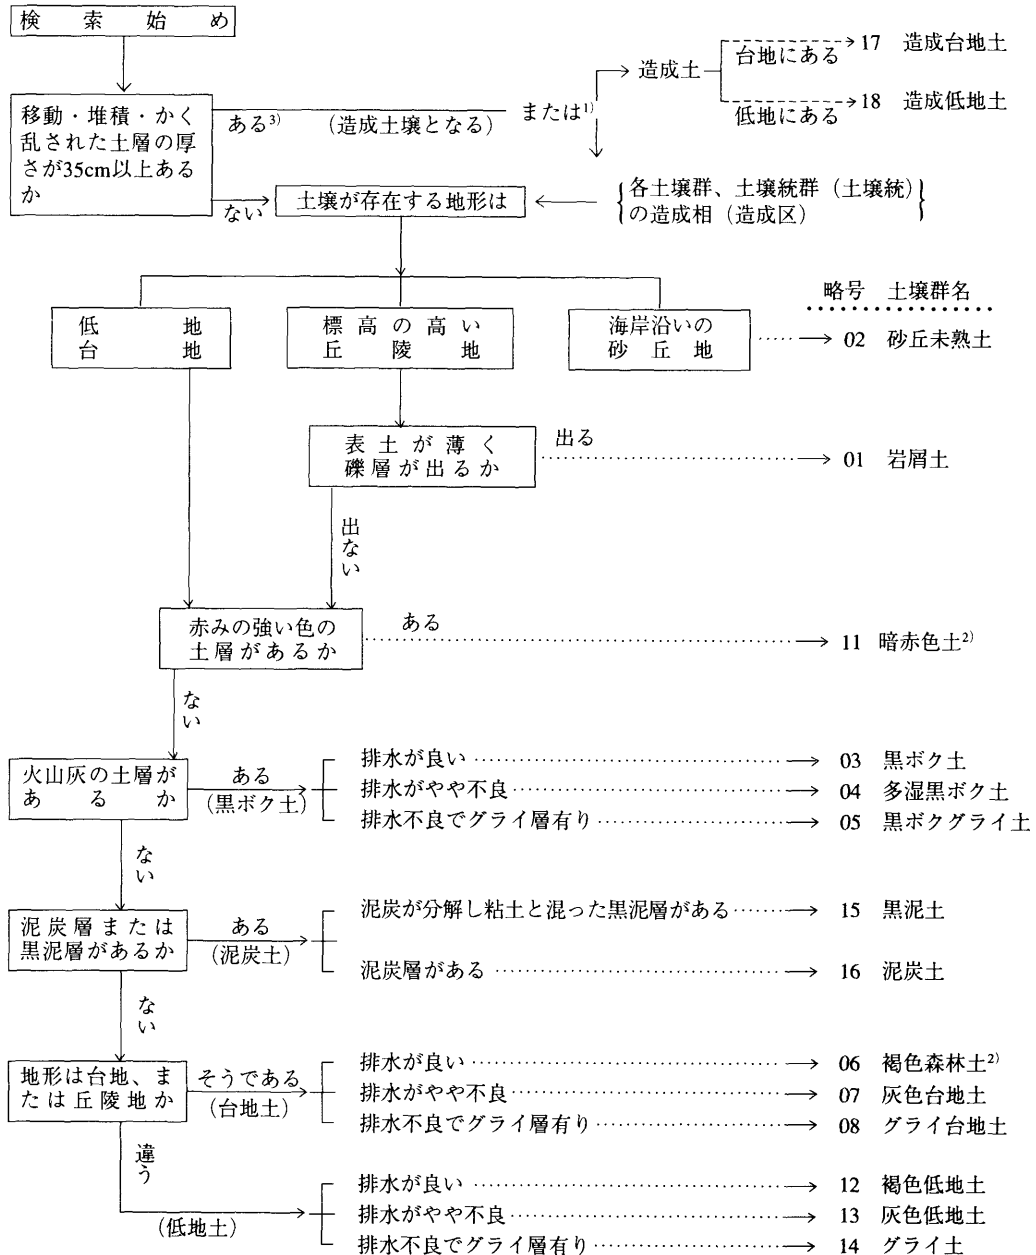 検索始め
移動・堆積・かく
乱された土層の厚
さが35cm以上ある
か
ある3) (造成土壌となる) または1)
造成土
台地にある 17 造成台地土
低地にある 18 造成低地土
ない
土壌が存在する地形は
各土壌群、土壌統群(土壌統)
の造成相(造成区)
略号 土壌群名
低地
台地
標高の高い
丘陵地
海岸沿いの
砂丘地
02 砂丘未熟土
表土が薄く
礫層が出るか
出る
01 岩屑土
出ない
赤みの強い色の
土層があるか
ある
11 暗赤色土2)
ない
火山灰の土層が
あるか
ある
(黒ボク土)
排水が良い 03 黒ボク土
排水がやや不良 04 多湿黒ボク土
排水不良でグライ層有り 05 黒ボクグライ土
ない
泥炭層または
黒泥層があるか
ある
(泥炭土)
泥炭が分解し粘土と混った黒泥層がある 15 黒泥土
泥炭層がある 16 泥炭土
ない
地形は台地、ま
たは丘陵地か
そうである
(台地土)
排水が良い 06 褐色森林土2)
排水がやや不良 07 灰色台地土
排水不良でグライ層有り 08 グライ台地土
違う
(低地土)
排水が良い 12 褐色低地土
排水がやや不良 13 灰色低地土
排水不良でグライ層有り 14 グライ土